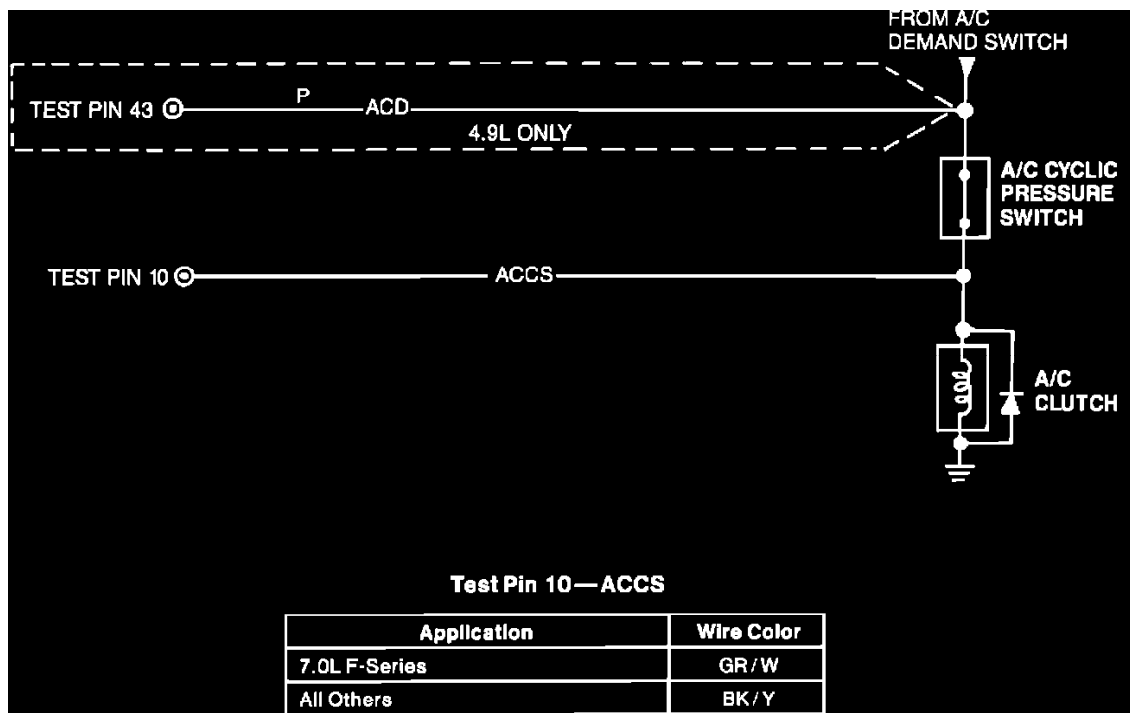 FROM A/C
DEMAND SWITCH
TEST PIN 43
P
ACD
4.9L ONLY
A/C CYCLIC
PRESSURE
SWITCH
TEST PIN 10
ACCS
A/C
CLUTCH
Test Pin 10—ACCS
Application Wire Color
7.0L F-Series GR/W
All Others BK/Y